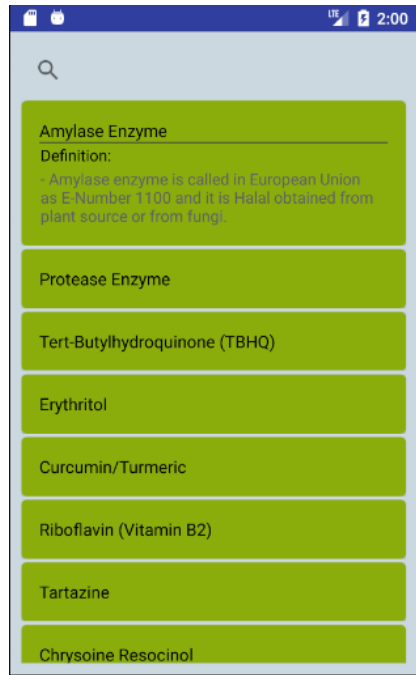 LTE 2:00
Amylase Enzyme
Definition:
- Amylase enzyme is called in European Union
as E-Number 1100 and it is Halal obtained from
plant source or from fungi.
Protease Enzyme
Tert-Butylhydroquinone (TBHQ)
Erythritol
Curcumin/Turmeric
Riboflavin (Vitamin B2)
Tartazine
Chrysoine Resocinol